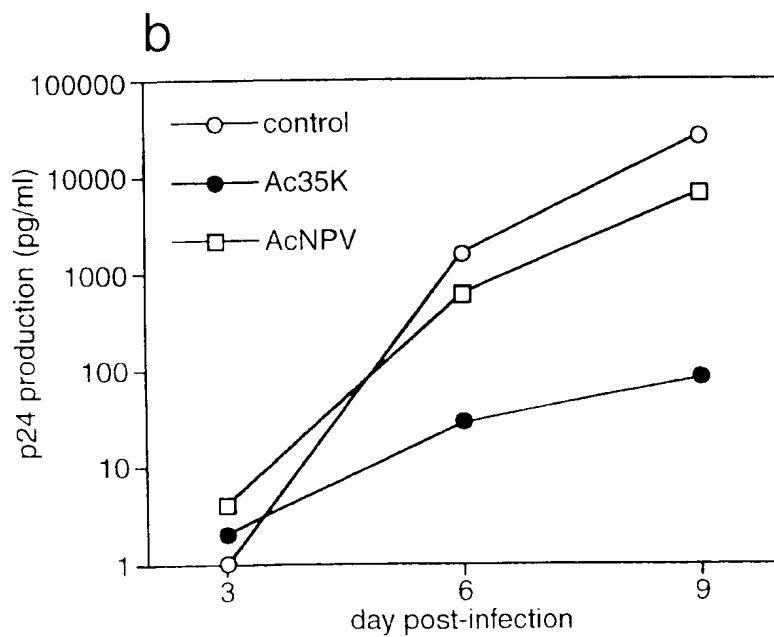 b
100000
10000
1000
100
10
1
p24 production (pg/ml)
control
Ac35K
AcNPV
3 6 9
day post-infection